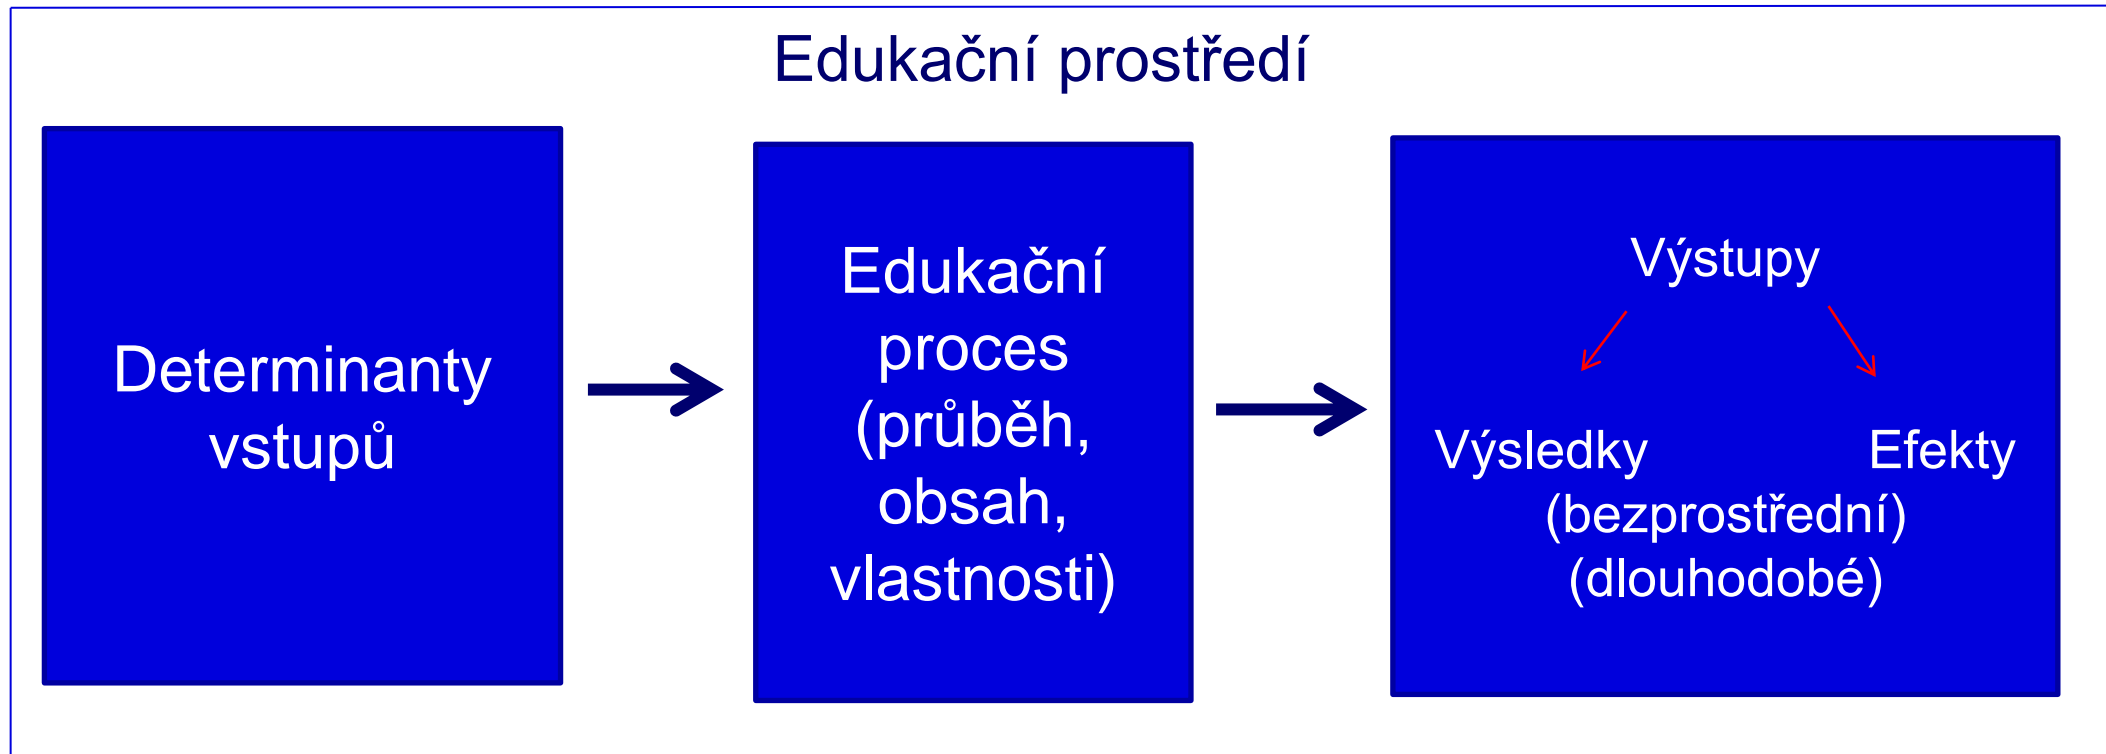 Edukační prostředí
Determinanty
vstupů
Edukační
proces
(průběh,
obsah,
vlastnosti)
Výstupy
Výsledky Efekty
(bezprostřední)
(dlouhodobé)